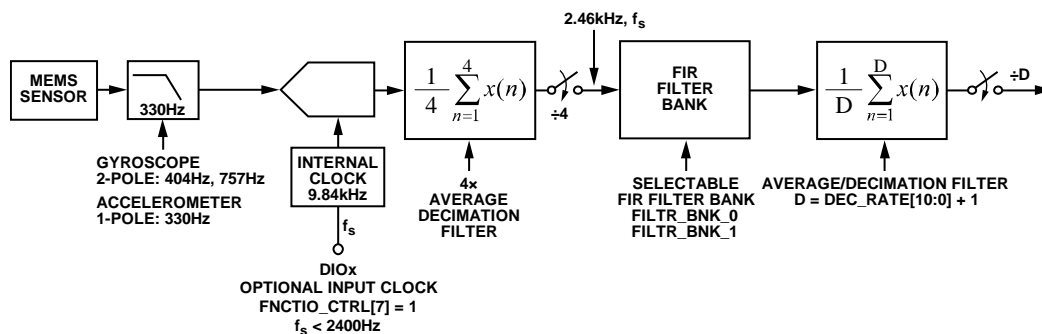 2.46kHz, fs
MEMS
SENSOR
330Hz
1/4 4∑n=1 x(n)
÷4
FIR
FILTER
BANK
1/D D∑n=1 x(n)
÷D
GYROSCOPE
2-POLE: 404Hz, 757Hz
ACCELEROMETER
1-POLE: 330Hz
INTERNAL
CLOCK
9.84kHz
fs
DIOx
OPTIONAL INPUT CLOCK
FNCTIO_CTRL[7] = 1
fs < 2400Hz
4×
AVERAGE
DECIMATION
FILTER
SELECTABLE
FIR FILTER BANK
FILTR_BNK_0
FILTR_BNK_1
AVERAGE/DECIMATION FILTER
D = DEC_RATE[10:0] + 1